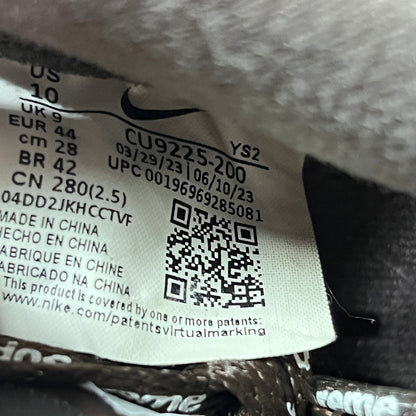 US
10
UK 9
EUR 44
cm 28
BR 42
CN 280(2.5)
04DD2JKHCCTVF
CU9225-200 YS2
03/29/23 | 06/10/23
UPC 00196969285081
MADE IN CHINA
HECHO EN CHINA
FABRIQUE EN CHINE
FABRICADO NA CHINA
This product is covered by one or more patents:
www.nike.com/patentsvirtualmarking